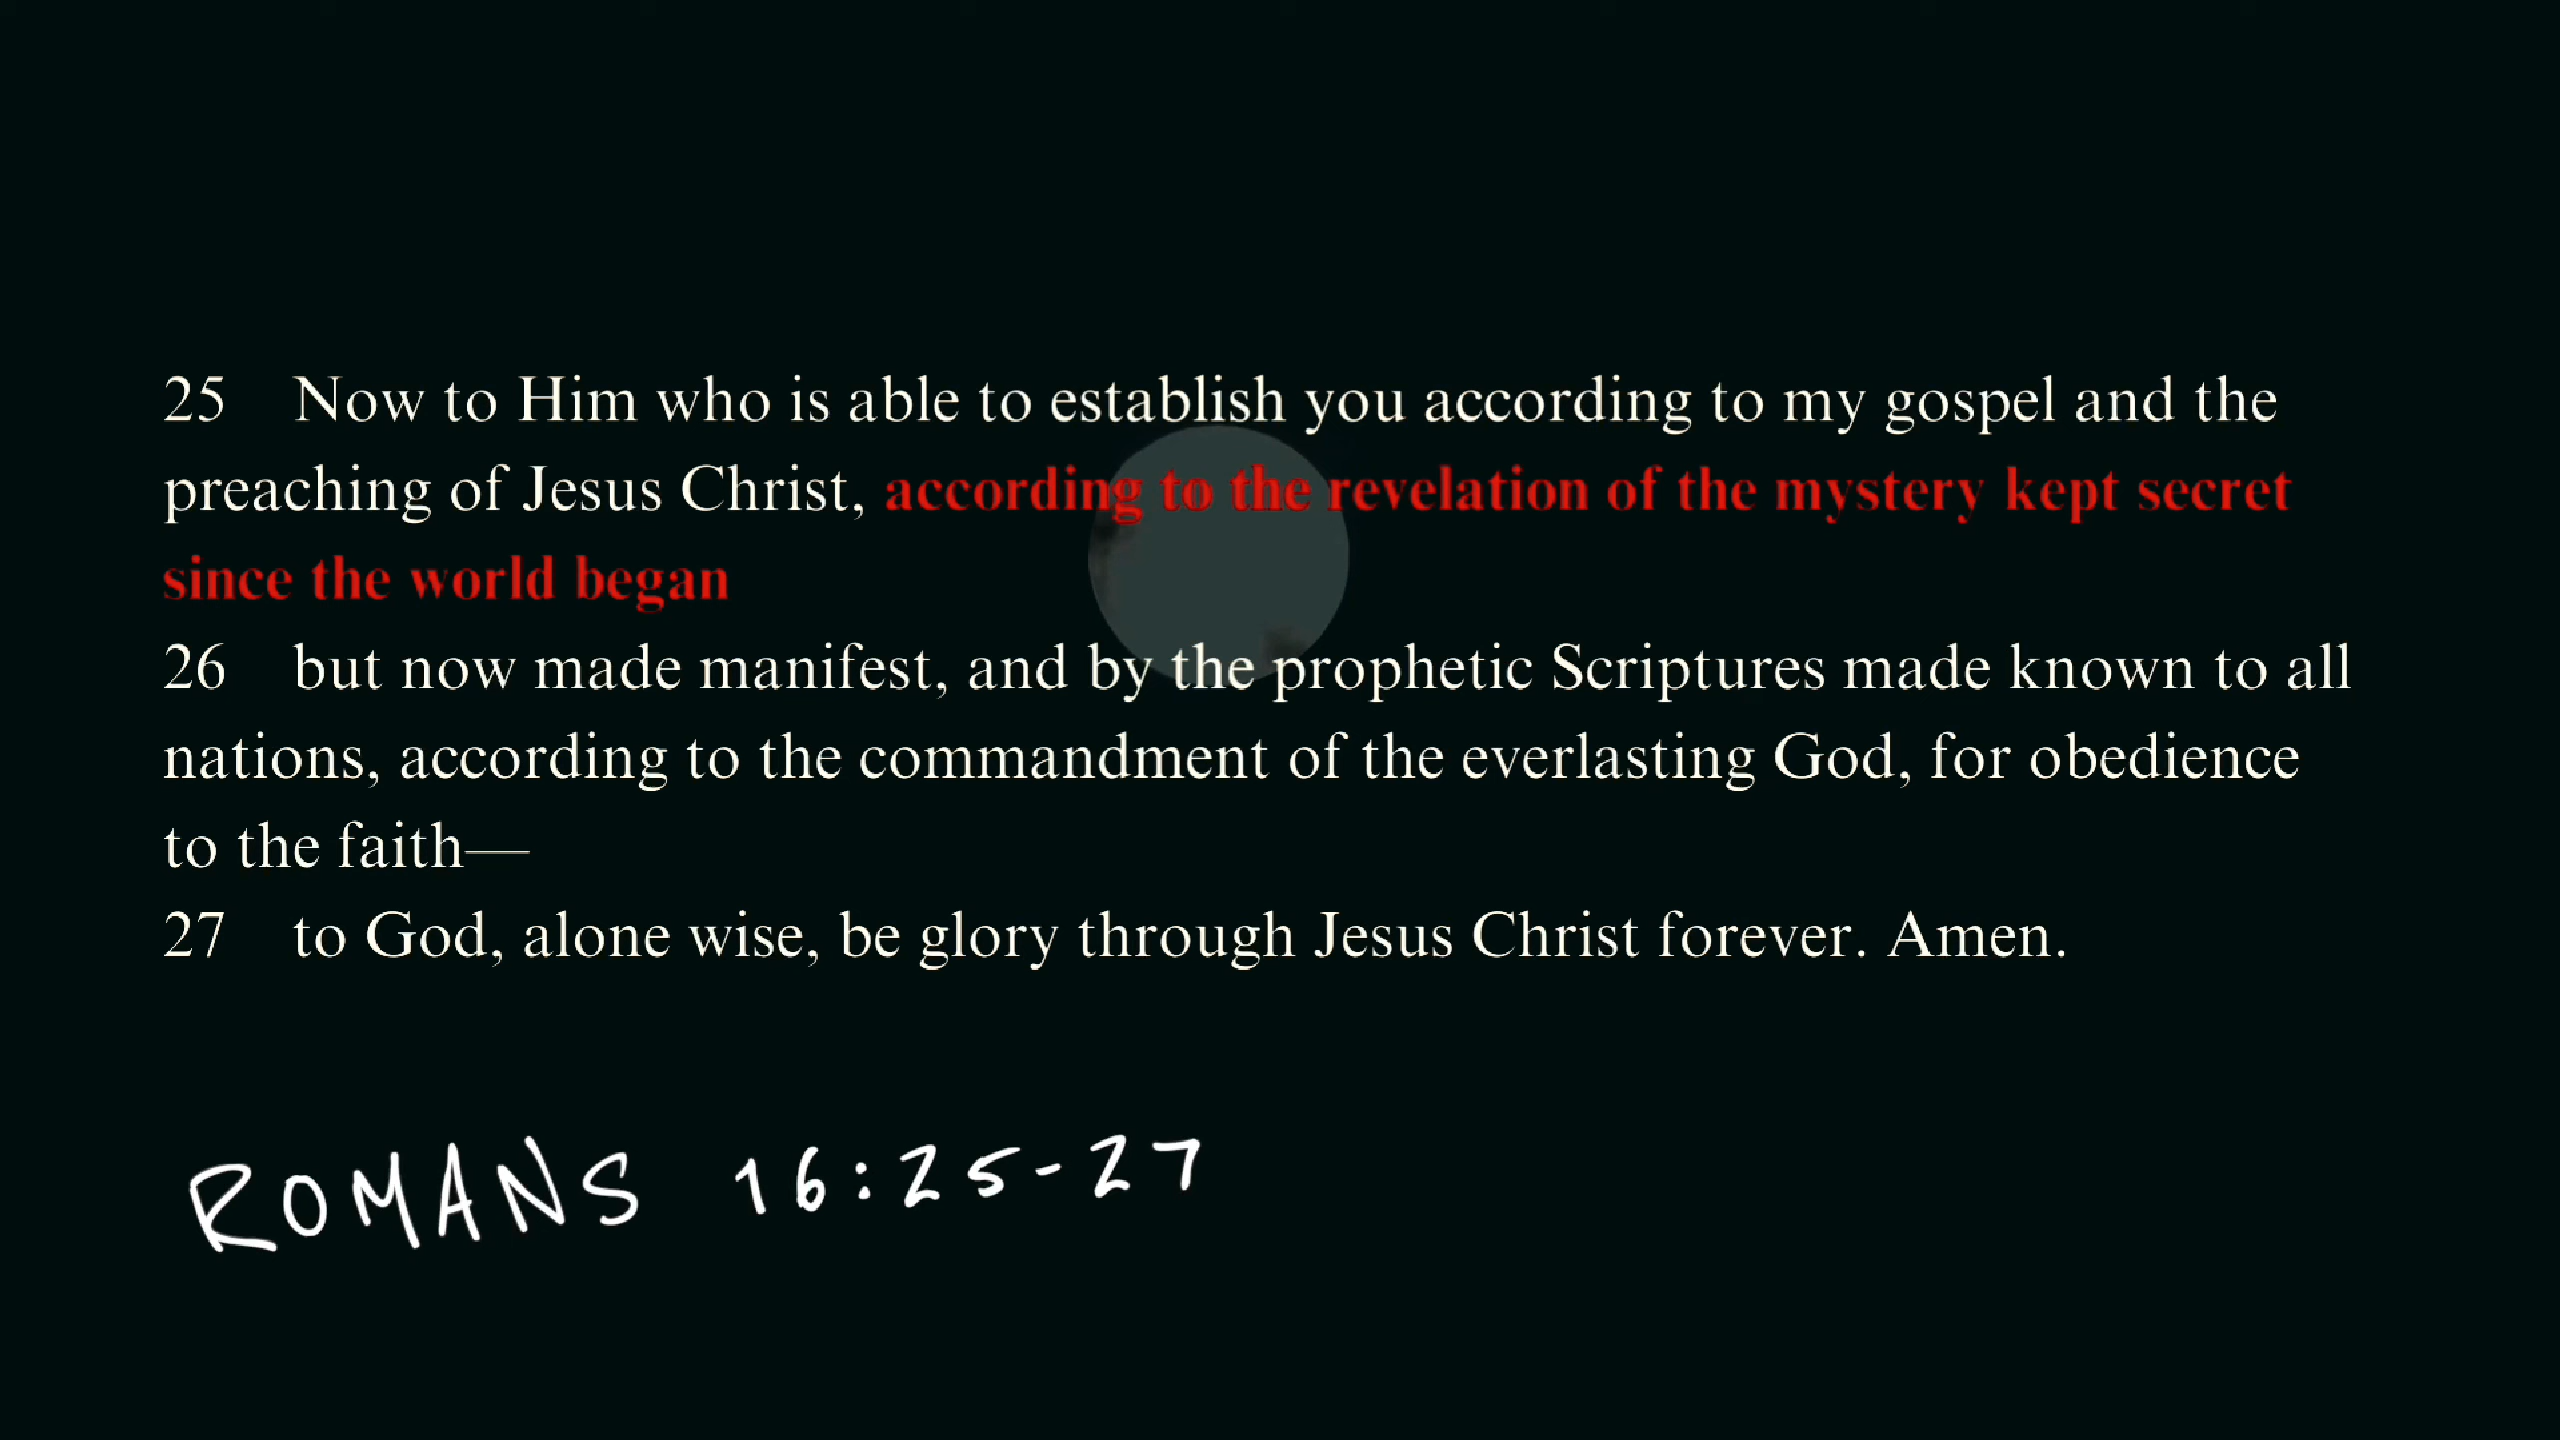 25 Now to Him who is able to establish you according to my gospel and the
preaching of Jesus Christ, according to the revelation of the mystery kept secret
since the world began
26 but now made manifest, and by the prophetic Scriptures made known to all
nations, according to the commandment of the everlasting God, for obedience
to the faith—
27 to God, alone wise, be glory through Jesus Christ forever. Amen.
ROMANS 16:25-27